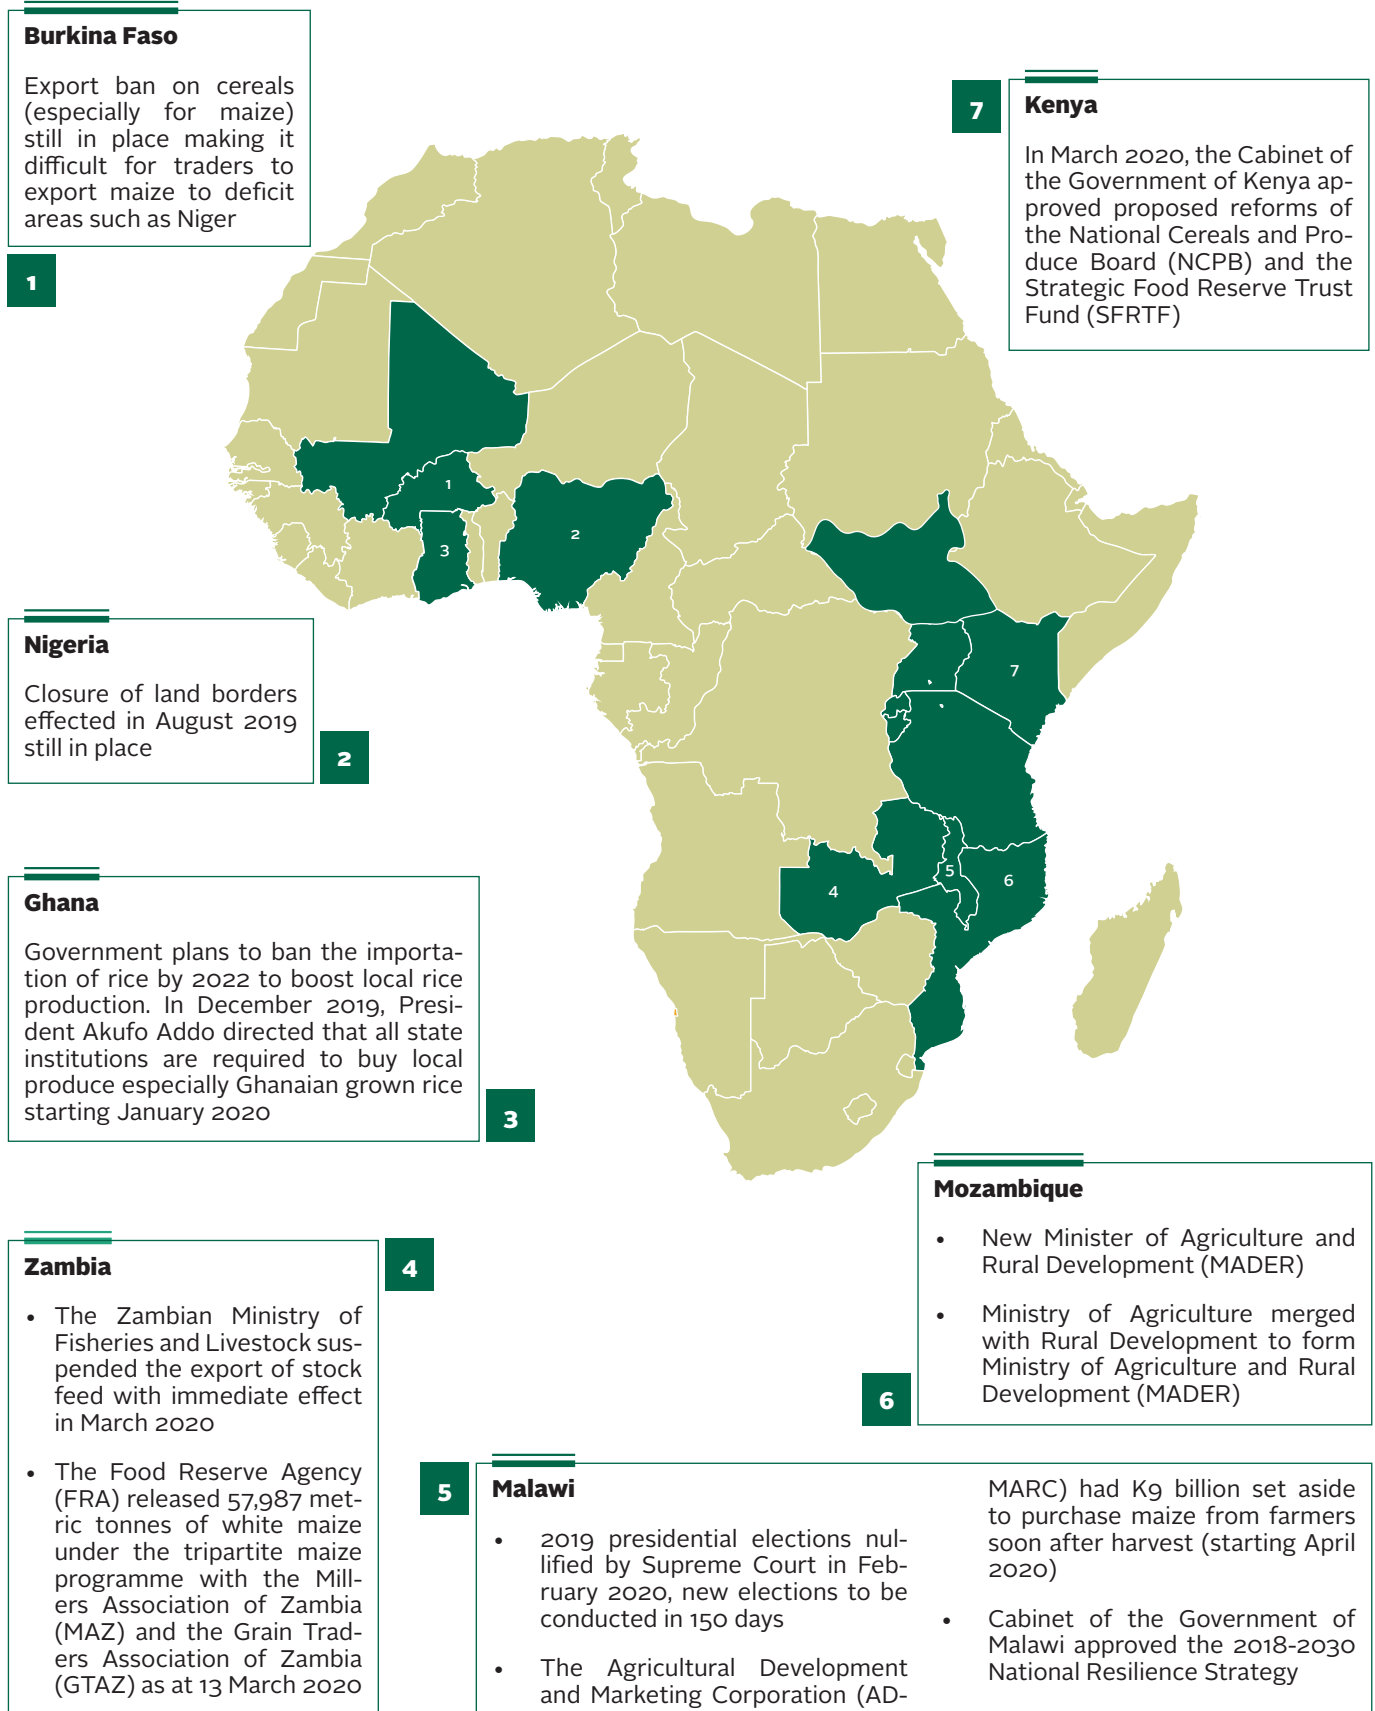 Burkina Faso
Export ban on cereals
(especially for maize)
still in place making it
difficult for traders to
export maize to deficit
areas such as Niger
1
7
Kenya
In March 2020, the Cabinet of
the Government of Kenya ap-
proved proposed reforms of
the National Cereals and Pro-
duce Board (NCPB) and the
Strategic Food Reserve Trust
Fund (SFRTF)
1
2
3
7
4
5
6
Nigeria
Closure of land borders
effected in August 2019
still in place
2
Ghana
Government plans to ban the importa-
tion of rice by 2022 to boost local rice
production. In December 2019, Presi-
dent Akufo Addo directed that all state
institutions are required to buy local
produce especially Ghanaian grown rice
starting January 2020
3
Mozambique
• New Minister of Agriculture and
Rural Development (MADER)
• Ministry of Agriculture merged
with Rural Development to form
Ministry of Agriculture and Rural
Development (MADER)
6
Zambia
• The Zambian Ministry of
Fisheries and Livestock sus-
pended the export of stock
feed with immediate effect
in March 2020
• The Food Reserve Agency
(FRA) released 57,987 met-
ric tonnes of white maize
under the tripartite maize
programme with the Mill-
ers Association of Zambia
(MAZ) and the Grain Trad-
ers Association of Zambia
(GTAZ) as at 13 March 2020
4
5
Malawi
• 2019 presidential elections nul-
lified by Supreme Court in Feb-
ruary 2020, new elections to be
conducted in 150 days
• The Agricultural Development
and Marketing Corporation (AD-
MARC) had K9 billion set aside
to purchase maize from farmers
soon after harvest (starting April
2020)
• Cabinet of the Government of
Malawi approved the 2018-2030
National Resilience Strategy